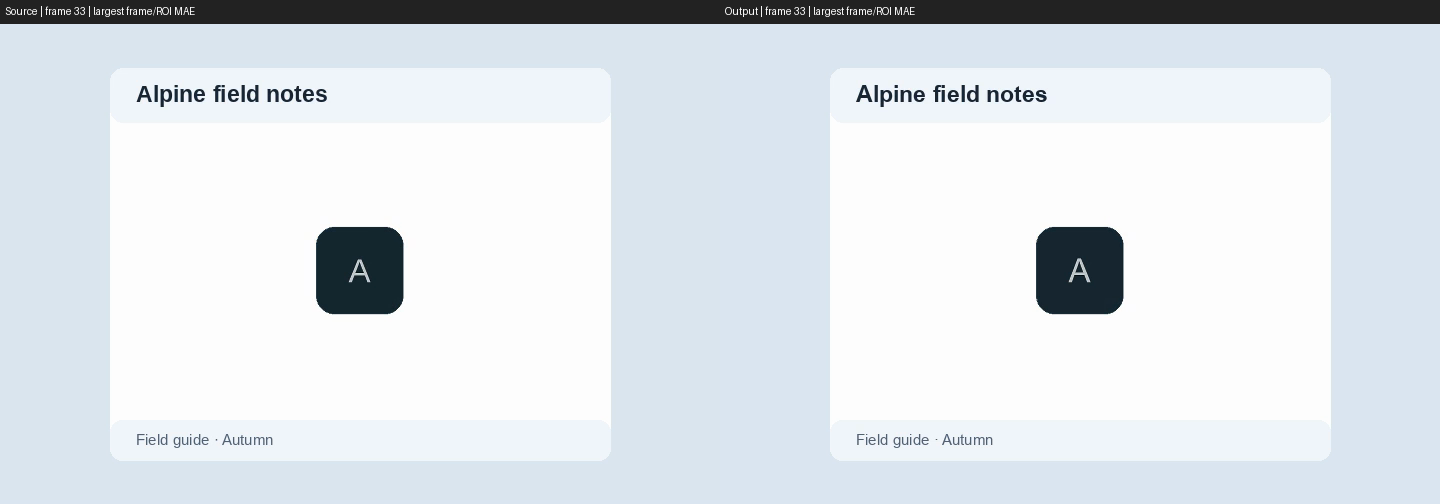 Source | frame 33 | largest frame/ROI MAE
Output | frame 33 | largest frame/ROI MAE
Alpine field notes
A
Field guide · Autumn
Alpine field notes
A
Field guide · Autumn